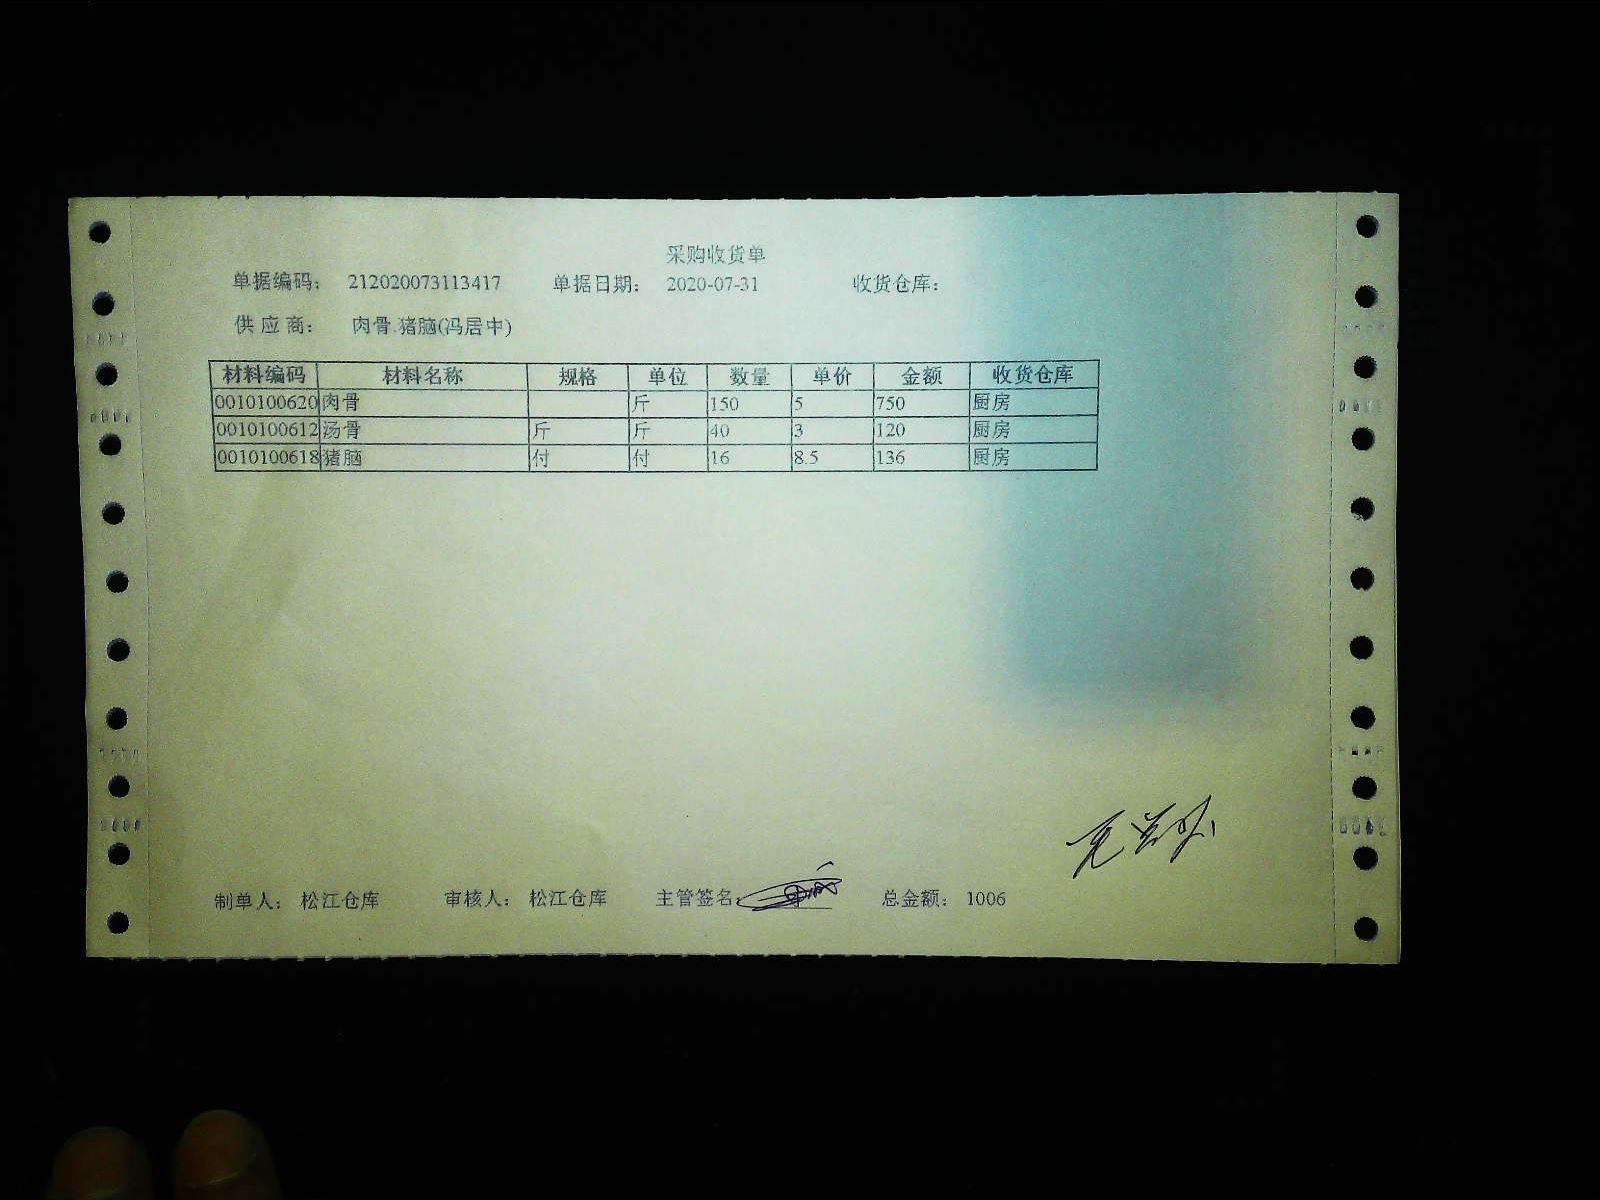 采购收货单
单据编码： 212020073113417 单据日期： 2020-07-31 收货仓库：
供应商： 肉骨.猪脑(冯居中)
材料编码 材料名称 规格 单位 数量 单价 金额 收货仓库
0010100620 肉骨 斤 150 5 750 厨房
0010100612 汤骨 斤 斤 40 3 120 厨房
0010100618 猪脑 付 付 16 8.5 136 厨房
制单人： 松江仓库 审核人： 松江仓库 主管签名： 总金额： 1006